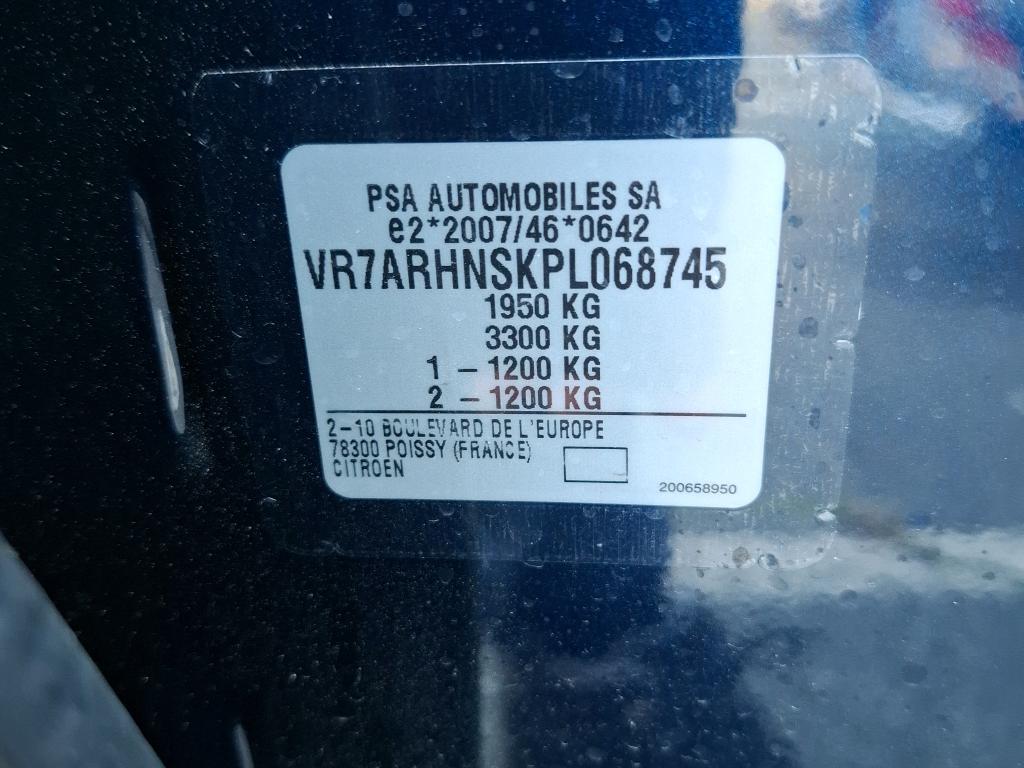 PSA AUTOMOBILES SA
e2*2007/46*0642
VR7ARHNSKPL068745
1950 KG
3300 KG
1 - 1200 KG
2 - 1200 KG
2-10 BOULEVARD DE L'EUROPE
78300 POISSY (FRANCE)
CITROEN
200658950